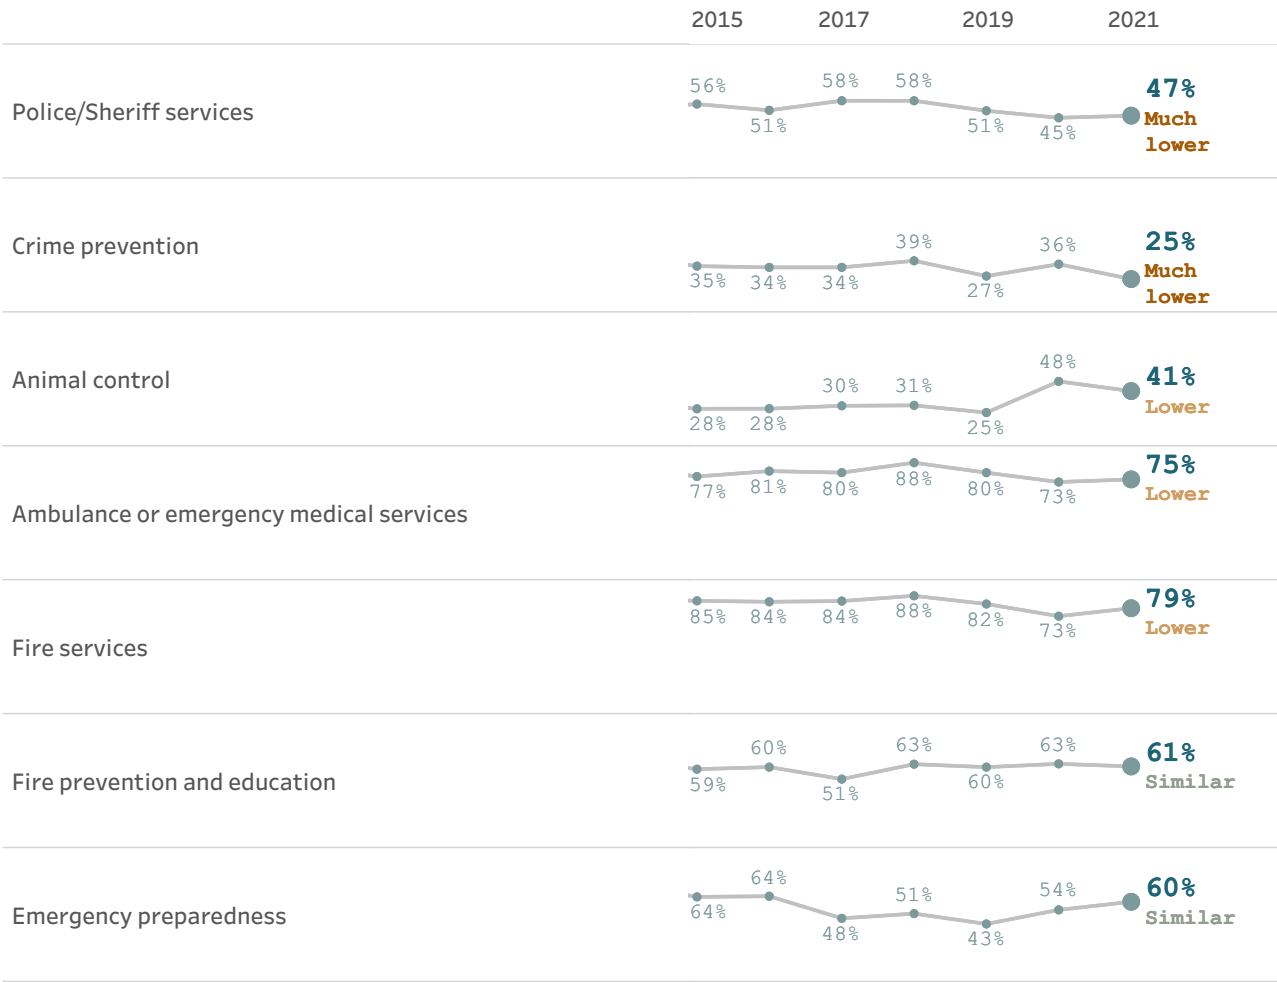 2015 2017 2019 2021
Police/Sheriff services
56% 51% 58% 58% 51% 45% 47%
Much
lower
Crime prevention
35% 34% 34% 39% 27% 36% 25%
Much
lower
Animal control
28% 28% 30% 31% 25% 48% 41%
Lower
Ambulance or emergency medical services
77% 81% 80% 88% 80% 73% 75%
Lower
Fire services
85% 84% 84% 88% 82% 73% 79%
Lower
Fire prevention and education
59% 60% 51% 63% 60% 63% 61%
Similar
Emergency preparedness
64% 64% 48% 51% 43% 54% 60%
Similar